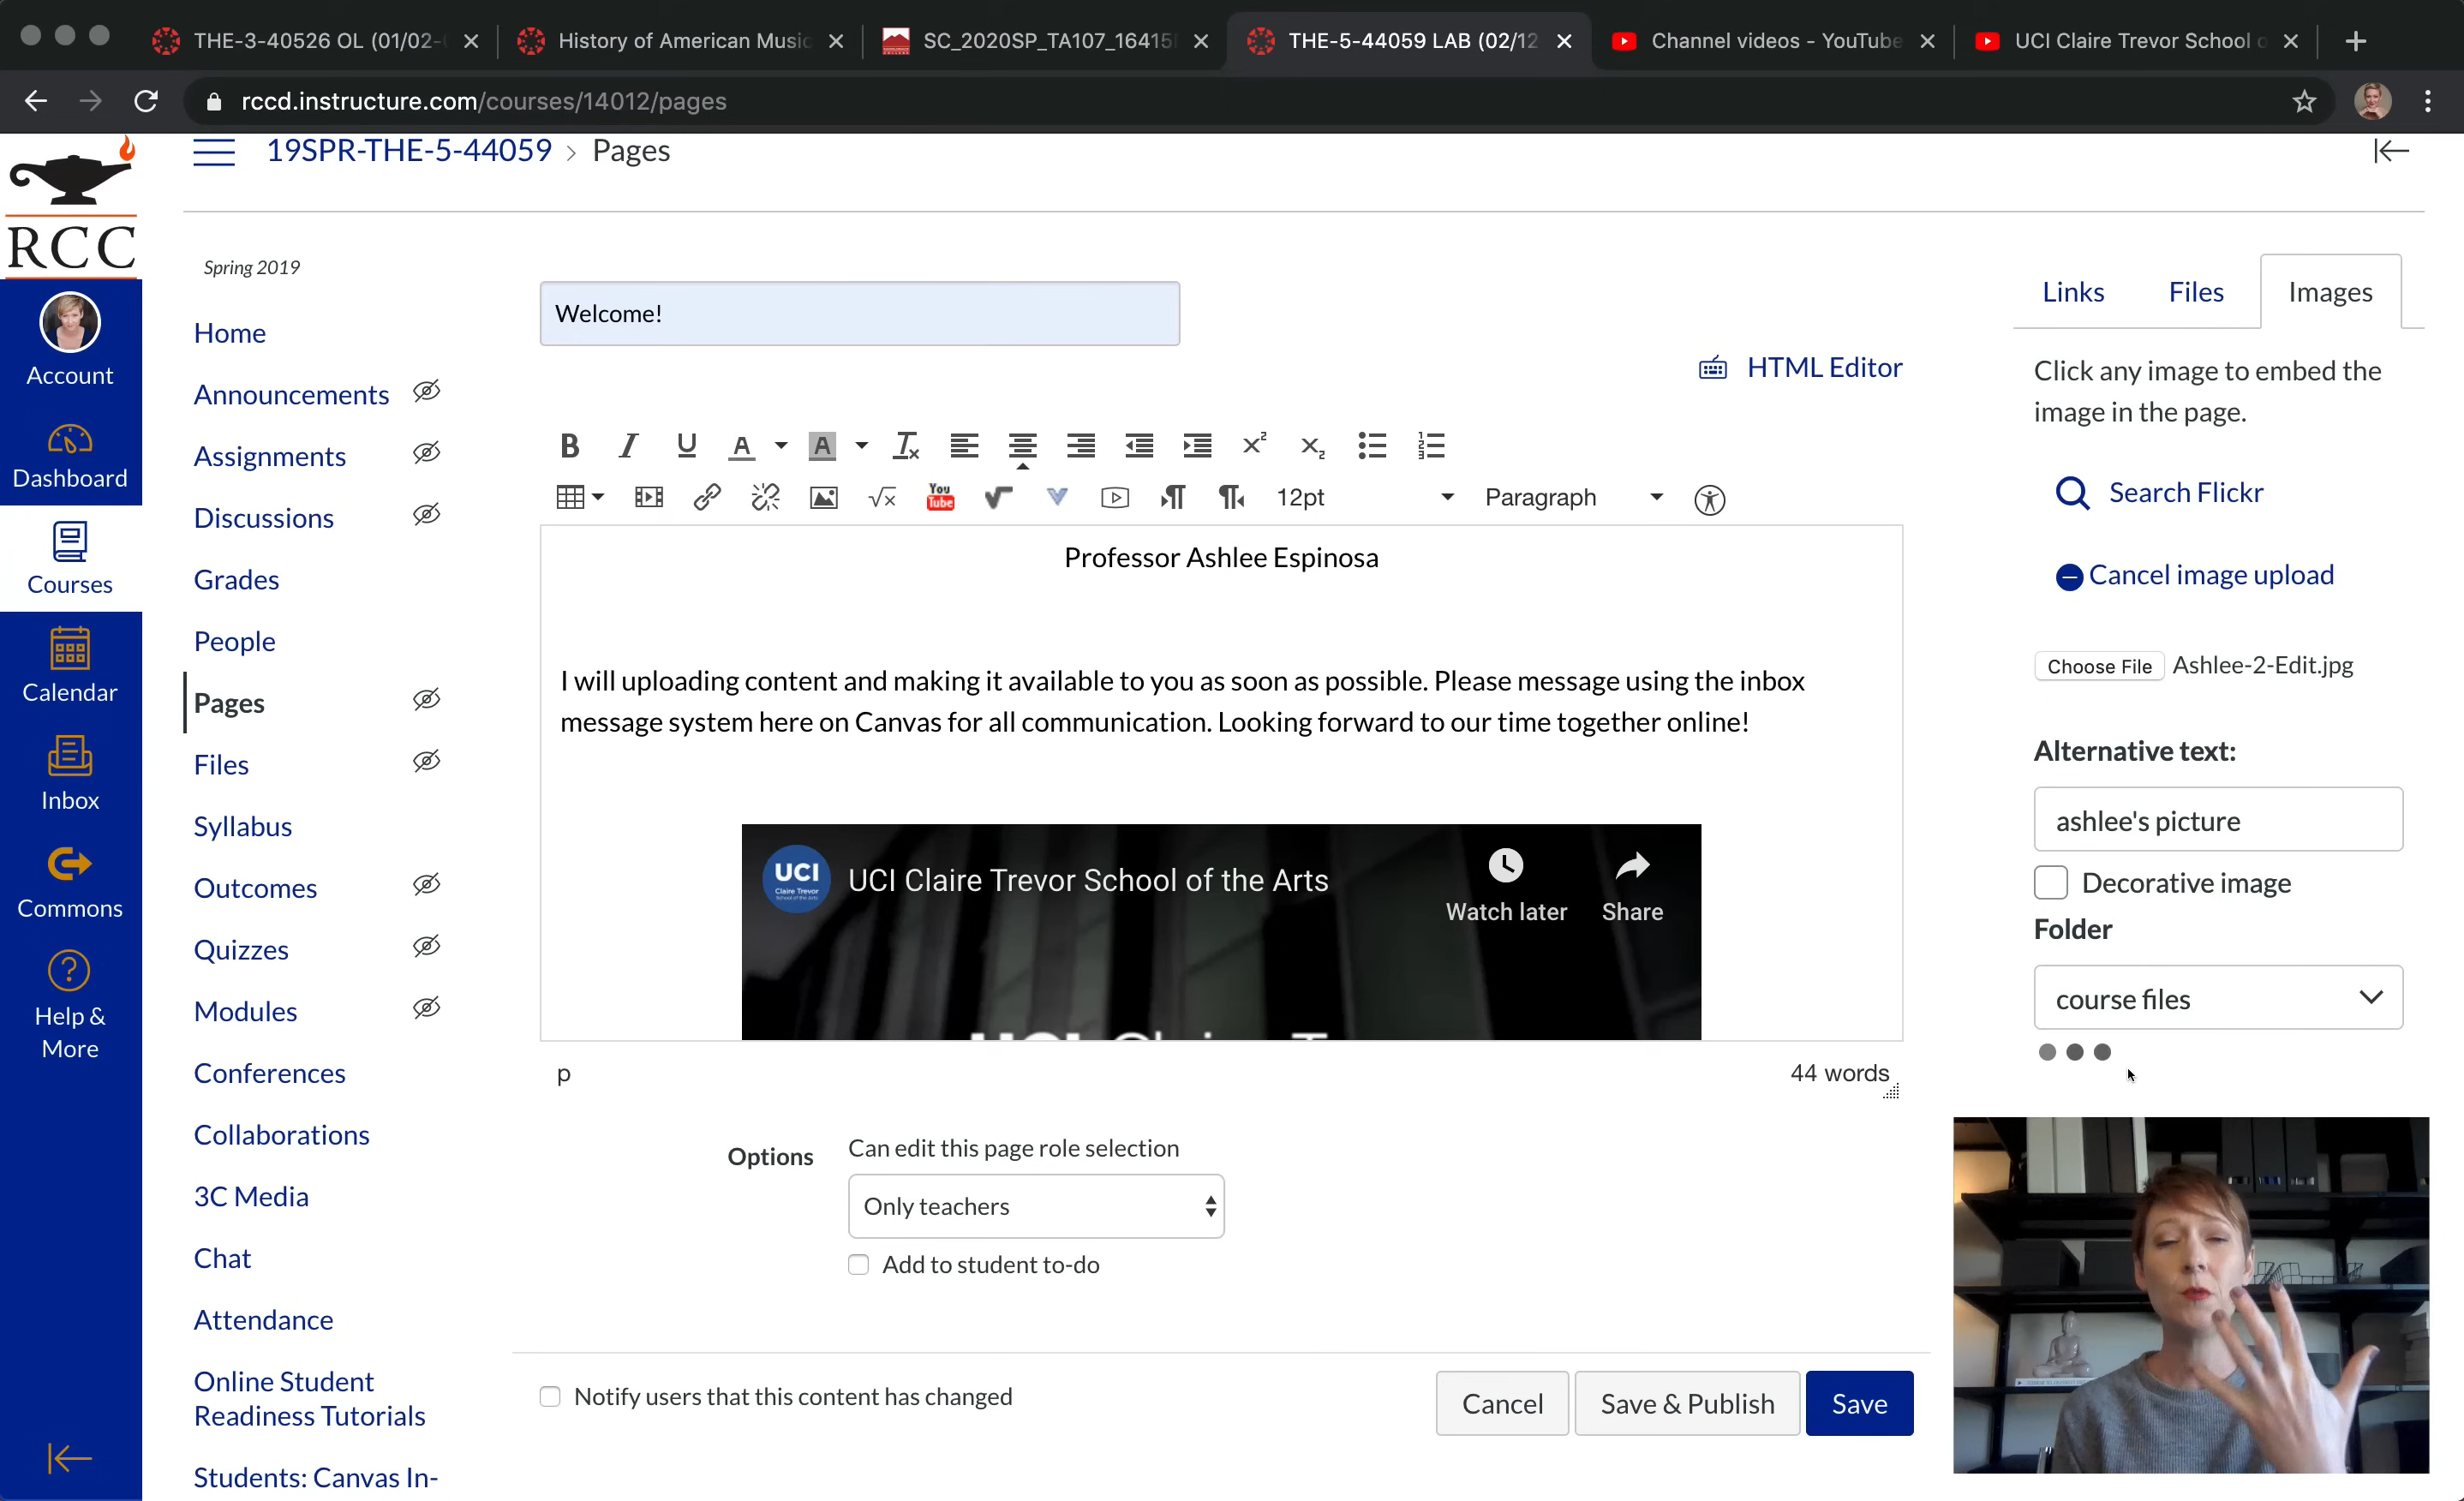 THE-3-40526 OL (01/02-
History of American Music
SC_2020SP_TA107_16415
THE-5-44059 LAB (02/12
Channel videos - YouTube
UCI Claire Trevor School o
rccd.instructure.com/courses/14012/pages
RCC
19SPR-THE-5-44059 > Pages
Account
Dashboard
Courses
Calendar
Inbox
Commons
Help &
More
Spring 2019
Home
Announcements
Assignments
Discussions
Grades
People
Pages
Files
Syllabus
Outcomes
Quizzes
Modules
Conferences
Collaborations
3C Media
Chat
Attendance
Online Student
Readiness Tutorials
Students: Canvas In-
Welcome!
HTML Editor
You
Tube
12pt
Paragraph
Professor Ashlee Espinosa
I will uploading content and making it available to you as soon as possible. Please message using the inbox
message system here on Canvas for all communication. Looking forward to our time together online!
UCI
Claire Trevor
School of the Arts
UCI Claire Trevor School of the Arts
Watch later
Share
p
44 words
Options
Can edit this page role selection
Only teachers
Add to student to-do
Notify users that this content has changed
Cancel
Save & Publish
Save
Links
Files
Images
Click any image to embed the
image in the page.
Search Flickr
Cancel image upload
Choose File Ashlee-2-Edit.jpg
Alternative text:
ashlee's picture
Decorative image
Folder
course files